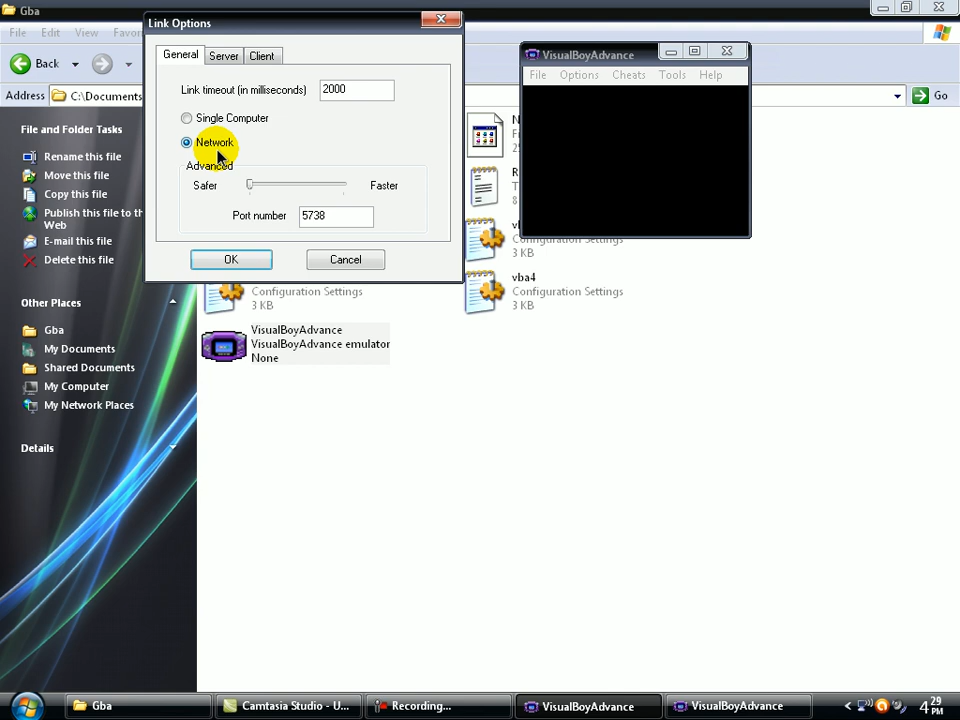 Gba
Link Options
File Edit View Favor
General Server Client
VisualBoyAdvance
File Options Cheats Tools Help
Back
Link timeout (in milliseconds) 2000
Address C:\Documents
Go
Single Computer
File and Folder Tasks
Network
Rename this file
Advanced
Move this file
Safer Faster
Copy this file
Port number 5738
Publish this file to th
Web
E-mail this file
Delete this file
OK Cancel
Configuration Settings
3 KB
Configuration Settings
3 KB
vba4
Configuration Settings
3 KB
VisualBoyAdvance
VisualBoyAdvance emulator
None
Other Places
Gba
My Documents
Shared Documents
My Computer
My Network Places
Details
Gba
Camtasia Studio - U...
Recording...
VisualBoyAdvance
VisualBoyAdvance
4 29 PM